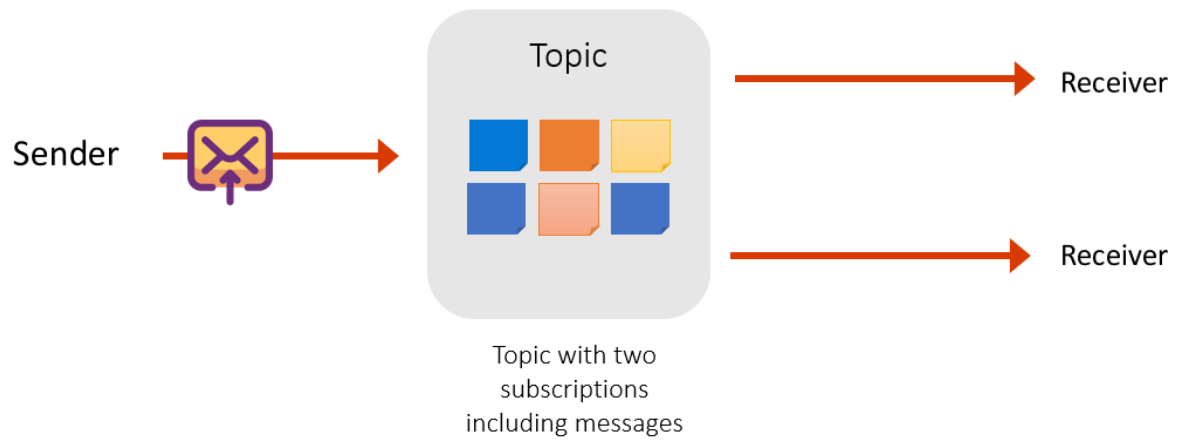 Topic
Sender
Receiver
Receiver
Topic with two
subscriptions
including messages